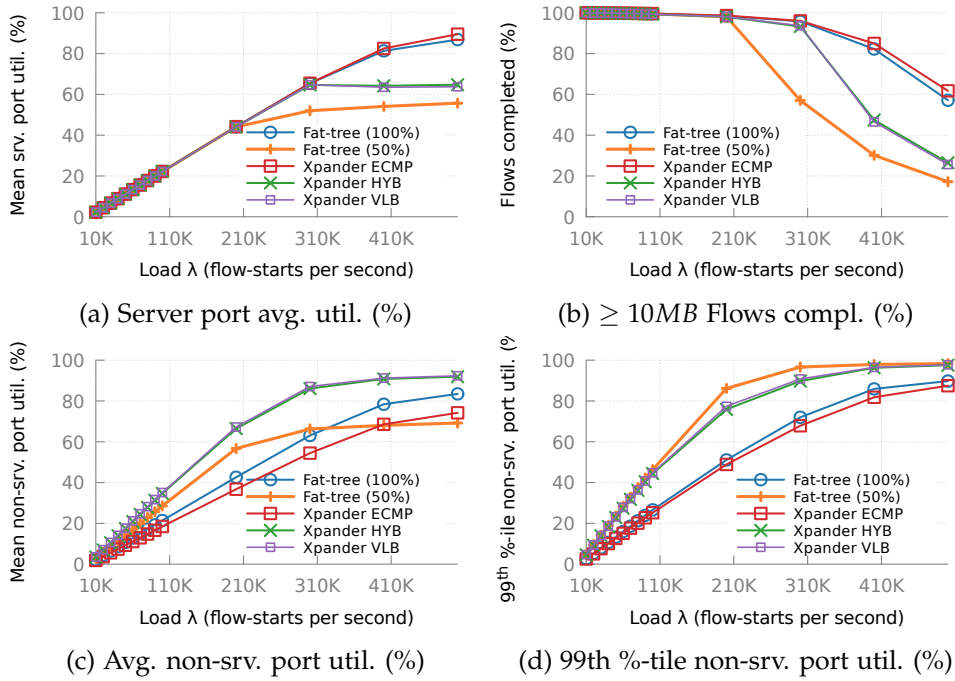 Mean srv. port util. (%)
100
80
60
40
20
0
Fat-tree (100%)
Fat-tree (50%)
Xpander ECMP
Xpander HYB
Xpander VLB
10K 110K 210K 310K 410K
Load λ (flow-starts per second)
(a) Server port avg. util. (%)
Flows completed (%)
100
80
60
40
20
0
Fat-tree (100%)
Fat-tree (50%)
Xpander ECMP
Xpander HYB
Xpander VLB
10K 110K 210K 310K 410K
Load λ (flow-starts per second)
(b) ≥ 10MB Flows compl. (%)
Mean non-srv. port util. (%)
100
80
60
40
20
0
Fat-tree (100%)
Fat-tree (50%)
Xpander ECMP
Xpander HYB
Xpander VLB
10K 110K 210K 310K 410K
Load λ (flow-starts per second)
(c) Avg. non-srv. port util. (%)
99th %-tile non-srv. port util. (%
100
80
60
40
20
0
Fat-tree (100%)
Fat-tree (50%)
Xpander ECMP
Xpander HYB
Xpander VLB
10K 110K 210K 310K 410K
Load λ (flow-starts per second)
(d) 99th %-tile non-srv. port util. (%)